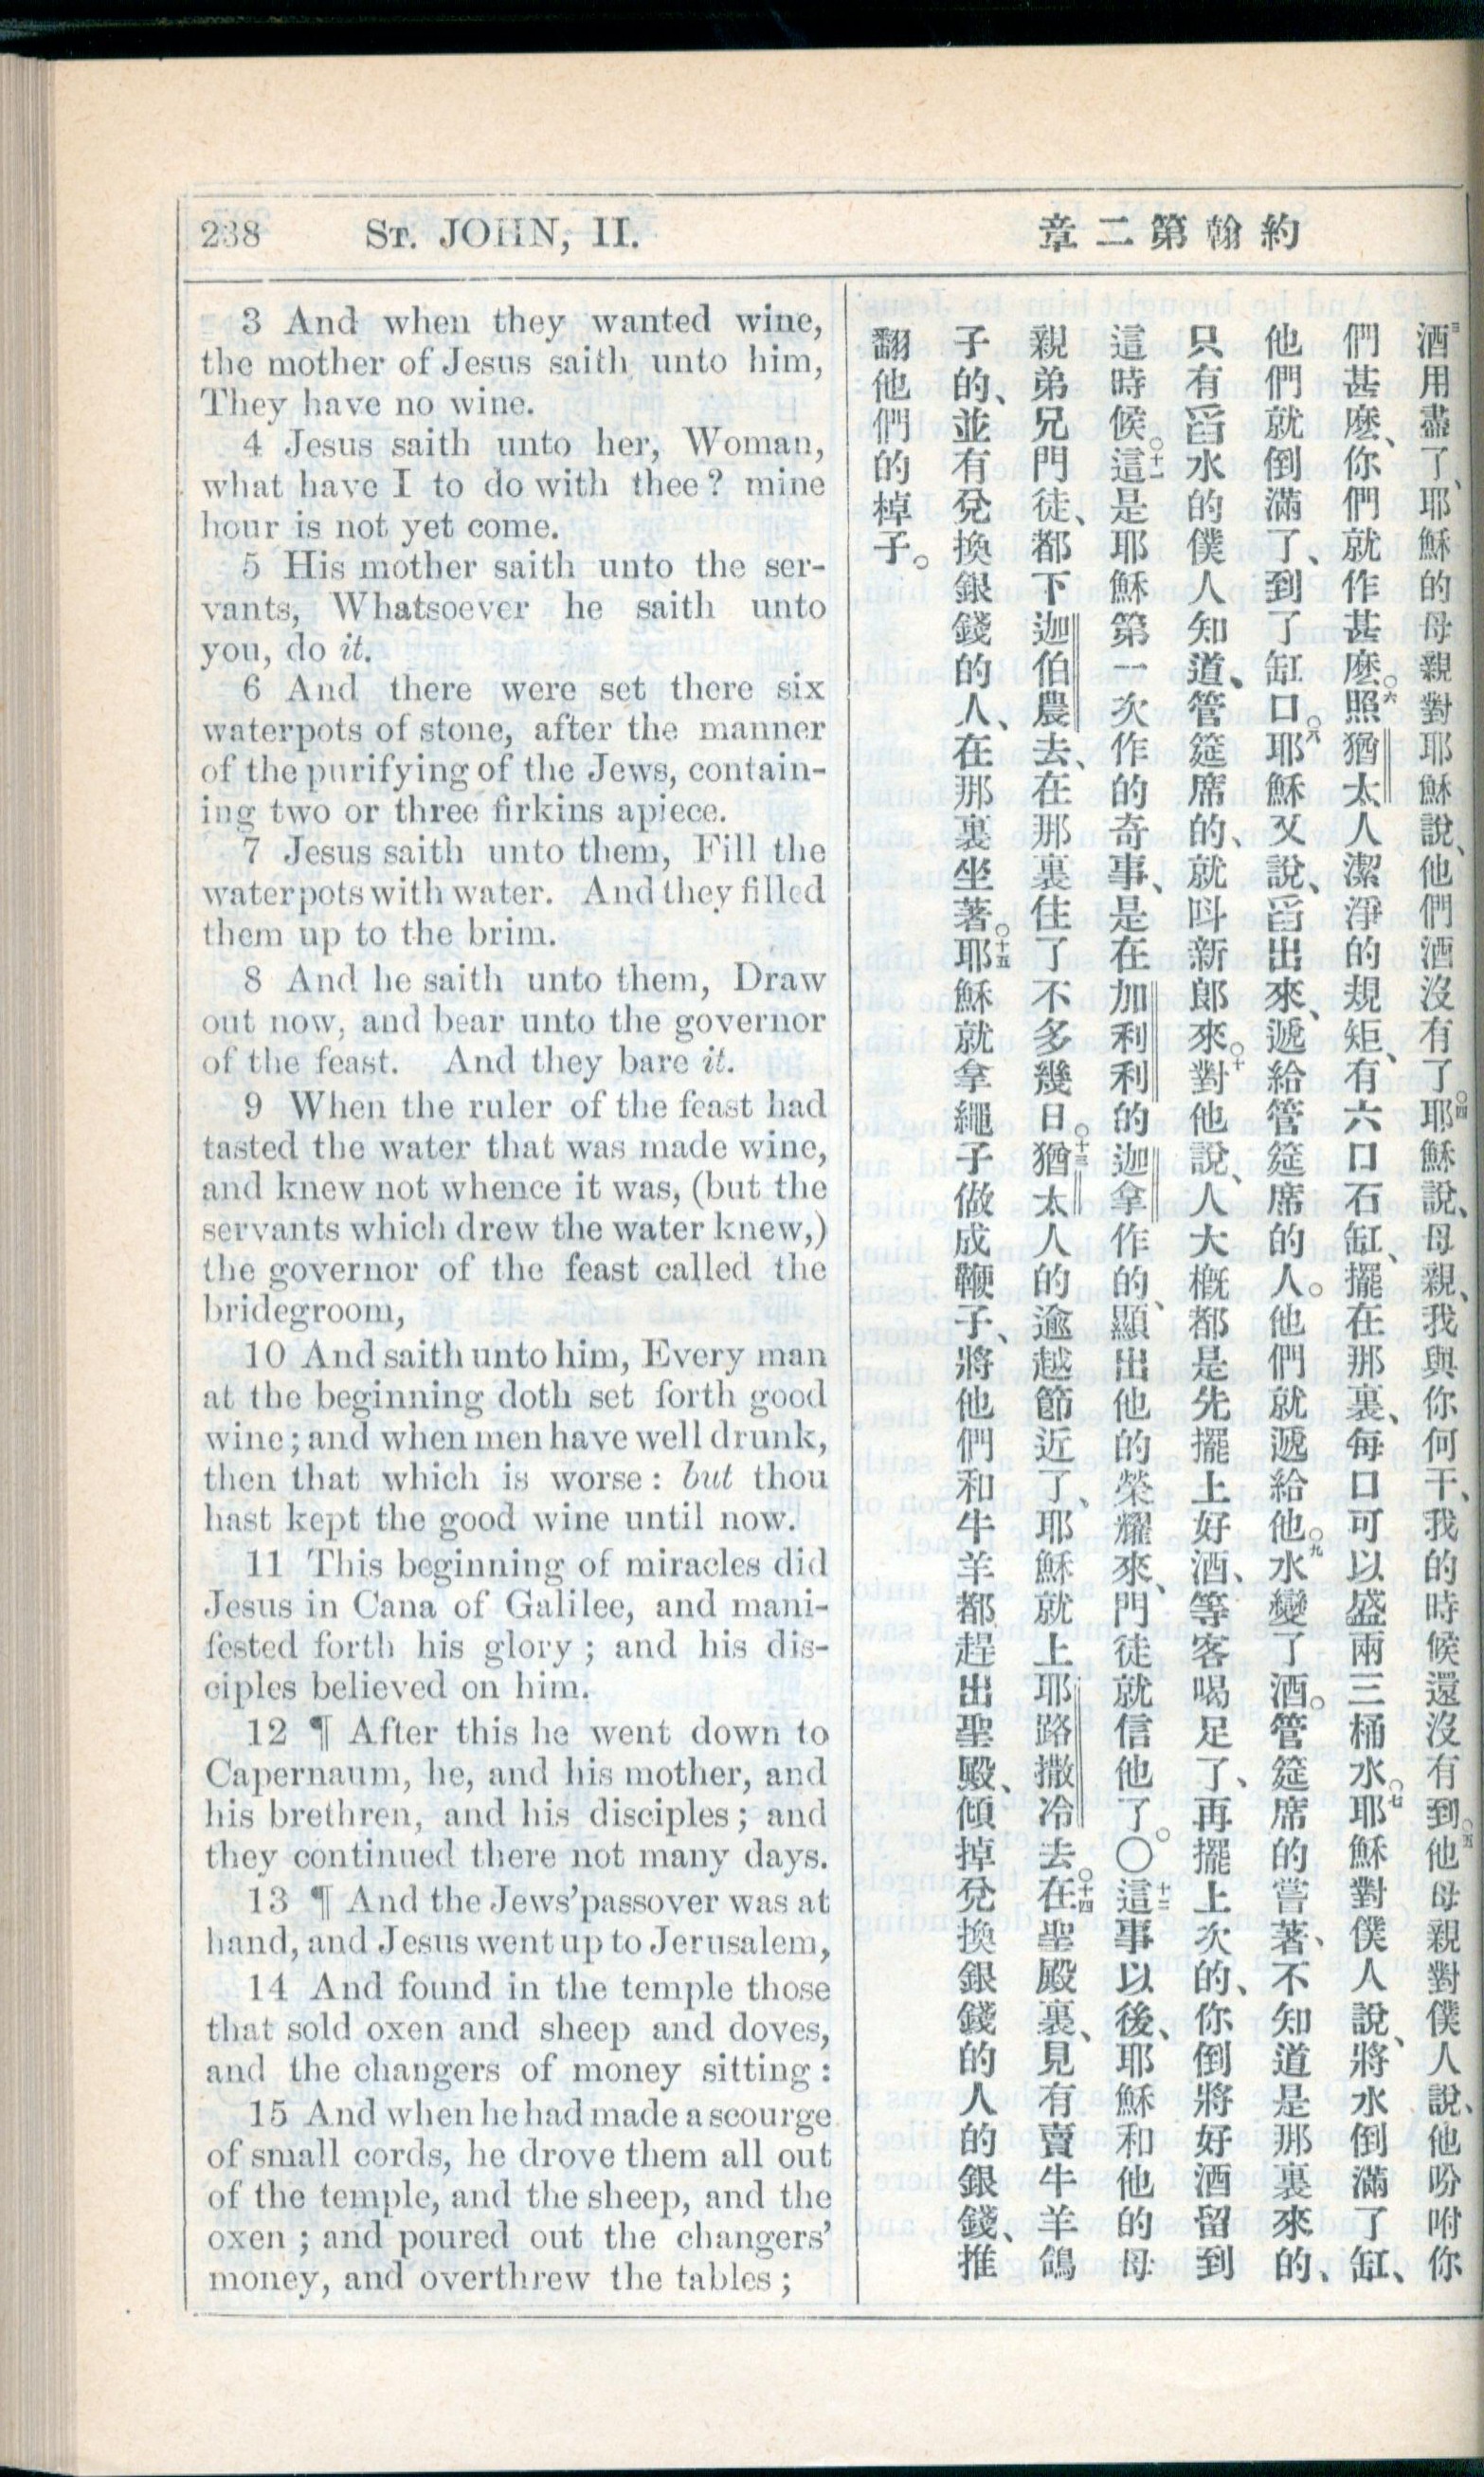 238 St. JOHN, II.
章二第翰約
3 And when they wanted wine,
the mother of Jesus saith unto him,
They have no wine.
4 Jesus saith unto her, Woman,
what have I to do with thee? mine
hour is not yet come.
5 His mother saith unto the ser-
vants, Whatsoever he saith unto
you, do it.
6 And there were set there six
waterpots of stone, after the manner
of the purifying of the Jews, contain-
ing two or three firkins apiece.
7 Jesus saith unto them, Fill the
waterpots with water. And they filled
them up to the brim.
8 And he saith unto them, Draw
out now, and bear unto the governor
of the feast. And they bare it.
9 When the ruler of the feast had
tasted the water that was made wine,
and knew not whence it was, (but the
servants which drew the water knew,)
the governor of the feast called the
bridegroom,
10 And saith unto him, Every man
at the beginning doth set forth good
wine; and when men have well drunk,
then that which is worse: but thou
hast kept the good wine until now.
11 This beginning of miracles did
Jesus in Cana of Galilee, and mani-
fested forth his glory; and his dis-
ciples believed on him.
12 ¶ After this he went down to
Capernaum, he, and his mother, and
his brethren, and his disciples; and
they continued there not many days.
13 ¶ And the Jews' passover was at
hand, and Jesus went up to Jerusalem,
14 And found in the temple those
that sold oxen and sheep and doves,
and the changers of money sitting:
15 And when he had made a scourge
of small cords, he drove them all out
of the temple, and the sheep, and the
oxen; and poured out the changers'
money, and overthrew the tables;
三酒用盡了、耶穌的母親對耶穌說、他們酒沒有了。四耶穌說、母親、我與你何干、我的時候還沒有到。五他母親對僕人說、他吩咐你
們甚麽、你們就作甚麽。六照猶太人潔淨的規矩、有六口石缸、擺在那裏、每口可以盛兩三桶水。七耶穌對僕人說、將水倒滿了缸、
他們就倒滿了、到了缸口。八耶穌又說、舀出來、遞給管筵席的人。他們就遞給他。九水變了酒。管筵席的嘗著、不知道是那裏來的、
只有舀水的僕人知道、管筵席的、就呌新郎來。十對他說、人大概都是先擺上好酒、等客喝足了、再擺上次的、你倒將好酒留到
這時候。十一這是耶穌第一次作的奇事、是在加利利的迦拿作的、顯出他的榮耀來、門徒就信他了。〇十二這事以後、耶穌和他的母
親弟兄門徒、都下迦伯農去、在那裏住了不多幾日。十三猶太人的逾越節近了、耶穌就上耶路撒冷去。十四在聖殿裏、見有賣牛羊鴿
子的、並有兌換銀錢的人、在那裏坐著。十五耶穌就拿繩子做成鞭子、將他們和牛羊都趕出聖殿、傾掉兌換銀錢的人的銀錢、推
翻他們的棹子。